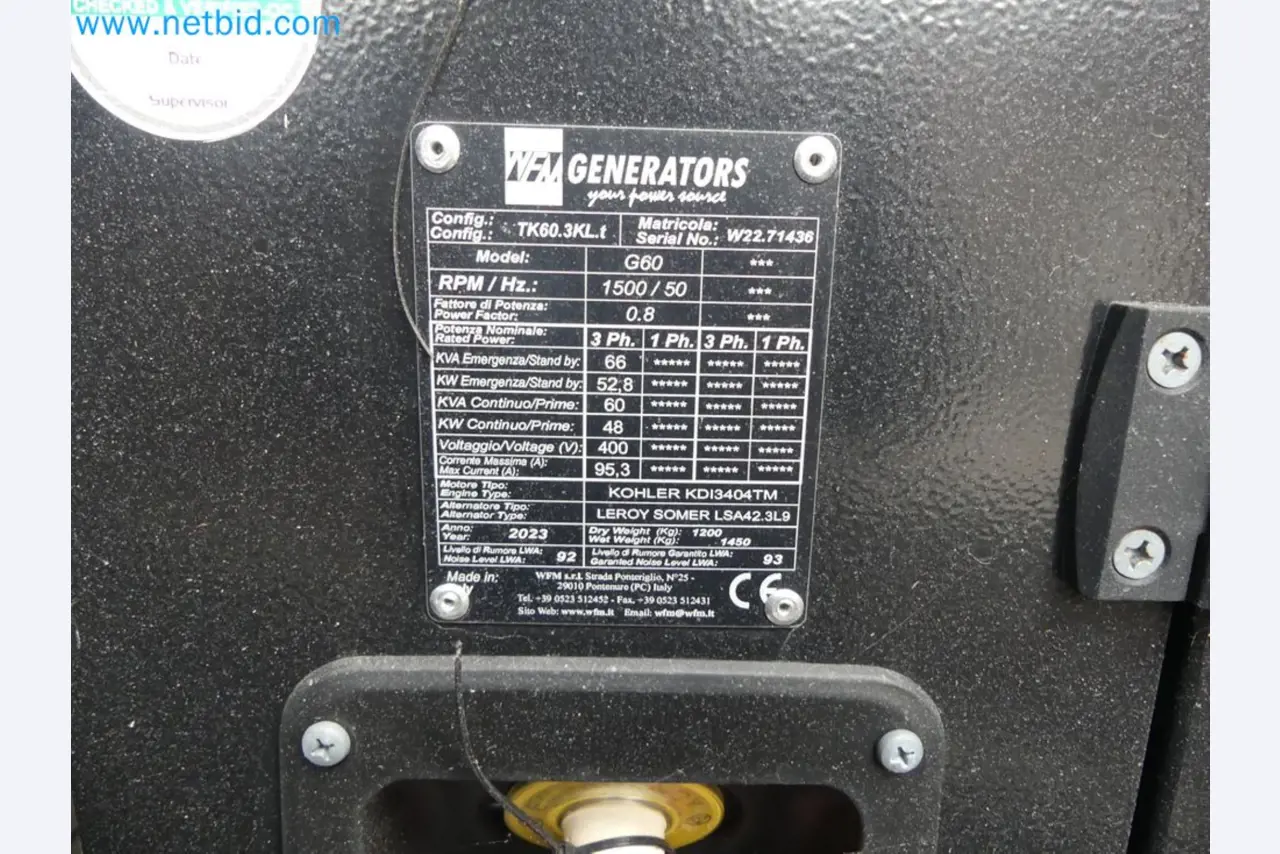 CHECKED &
www.netbid.com
Date
Supervisor
WFM GENERATORS
your power source
Config.:
Config.: TK60.3KL.t
Matricola:
Serial No.: W22.71436
Model: G60 ***
RPM / Hz.: 1500 / 50 ***
Fattore di Potenza:
Power Factor: 0.8 ***
Potenza Nominale:
Rated Power: 3 Ph. 1 Ph. 3 Ph. 1 Ph.
KVA Emergenza/Stand by: 66 ***** ***** *****
KW Emergenza/Stand by: 52,8 ***** ***** *****
KVA Continuo/Prime: 60 ***** ***** *****
KW Continuo/Prime: 48 ***** ***** *****
Voltaggio/Voltage (V): 400 ***** ***** *****
Corrente Massima (A):
Max Current (A): 95,3 ***** ***** *****
Motore Tipo:
Engine Type: KOHLER KDI3404TM
Alternatore Tipo:
Alternator Type: LEROY SOMER LSA42.3L9
Anno:
Year: 2023
Dry Weight (Kg): 1200
Wet Weight (Kg): 1450
Livello di Rumore LWA:
Noise Level LWA: 92
Livello di Rumore Garantito LWA:
Garanted Noise Level LWA: 93
Made in:
WFM s.r.l. Strada Ponteriglio, N°25 -
29010 Pontenure (PC) Italy
Tel. +39 0523 512452 - Fax. +39 0523 512431
Sito Web: www.wfm.it Email: wfm@wfm.it
CE